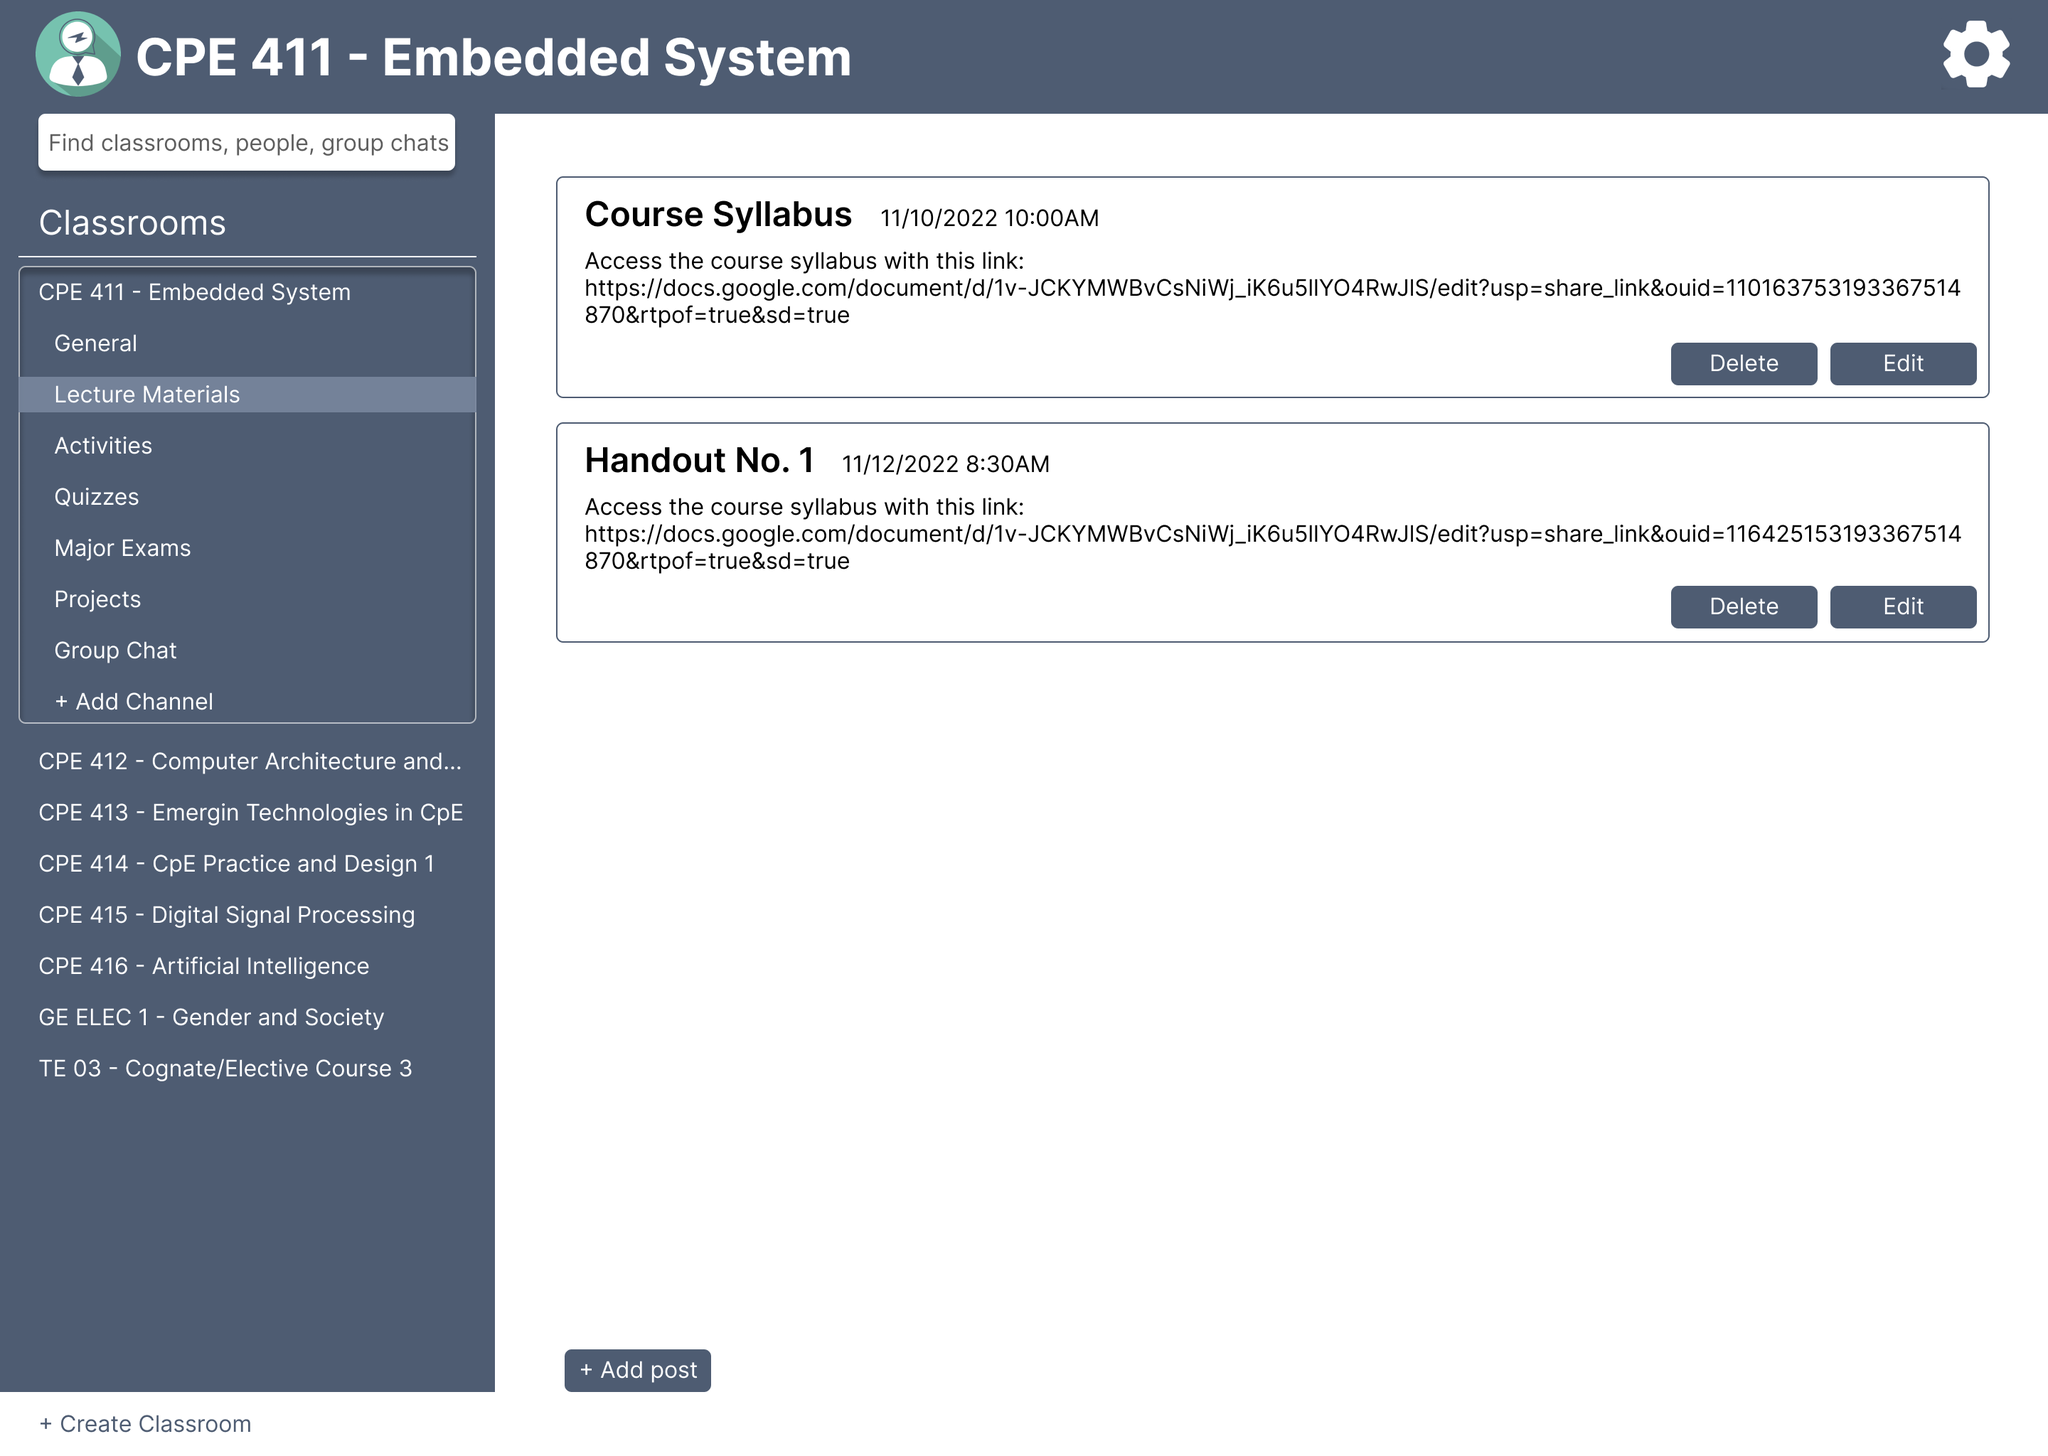 CPE 411 - Embedded System
Find classrooms, people, group chats
Classrooms
CPE 411 - Embedded System
General
Lecture Materials
Activities
Quizzes
Major Exams
Projects
Group Chat
+ Add Channel
CPE 412 - Computer Architecture and...
CPE 413 - Emergin Technologies in CpE
CPE 414 - CpE Practice and Design 1
CPE 415 - Digital Signal Processing
CPE 416 - Artificial Intelligence
GE ELEC 1 - Gender and Society
TE 03 - Cognate/Elective Course 3
+ Create Classroom
Course Syllabus 11/10/2022 10:00AM
Access the course syllabus with this link:
https://docs.google.com/document/d/1v-JCKYMWBvCsNiWj_iK6u5llYO4RwJlS/edit?usp=share_link&ouid=110163753193367514
870&rtpof=true&sd=true
Delete Edit
Handout No. 1 11/12/2022 8:30AM
Access the course syllabus with this link:
https://docs.google.com/document/d/1v-JCKYMWBvCsNiWj_iK6u5llYO4RwJlS/edit?usp=share_link&ouid=116425153193367514
870&rtpof=true&sd=true
Delete Edit
+ Add post